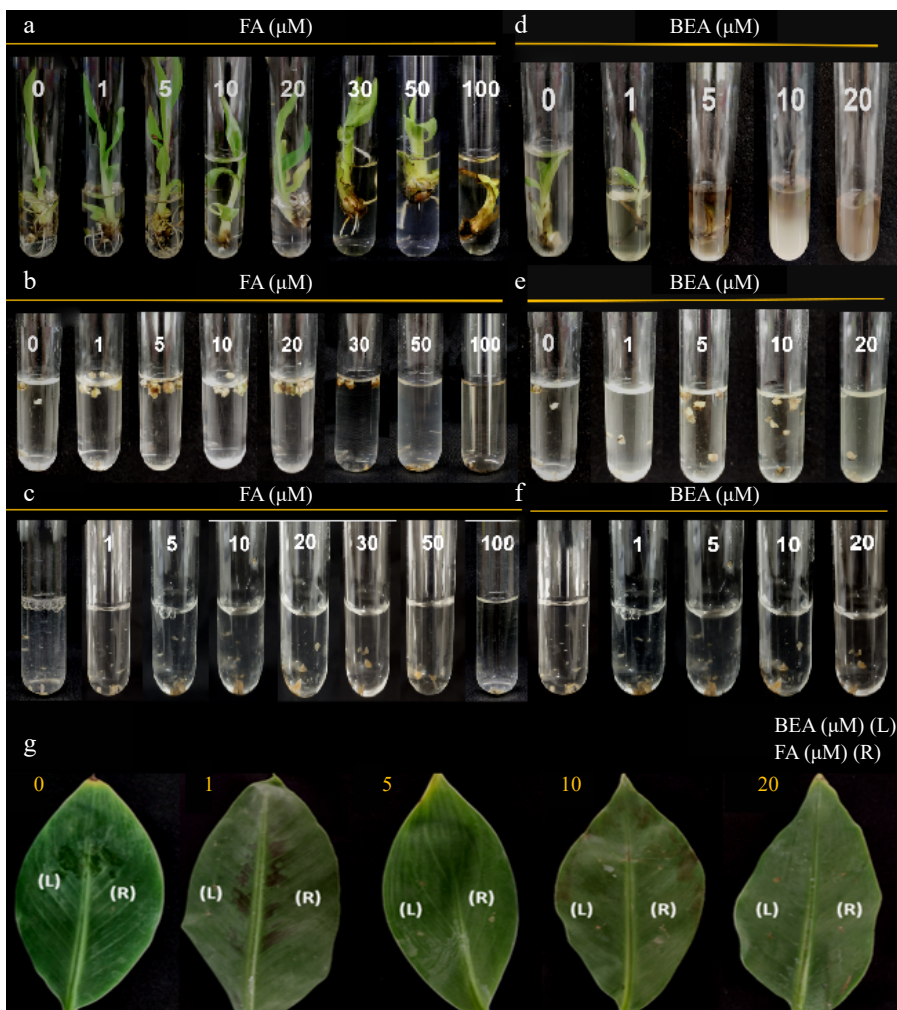 a FA (μM) d BEA (μM)
0 1 5 10 20 30 50 100 0 1 5 10 20
b FA (μM) e BEA (μM)
0 1 5 10 20 30 50 100 0 1 5 10 20
c FA (μM) f BEA (μM)
1 5 10 20 30 50 100 1 5 10 20
BEA (μM) (L)
g FA (μM) (R)
0 1 5 10 20
(L) (R) (L) (R) (L) (R) (L) (R) (L) (R)